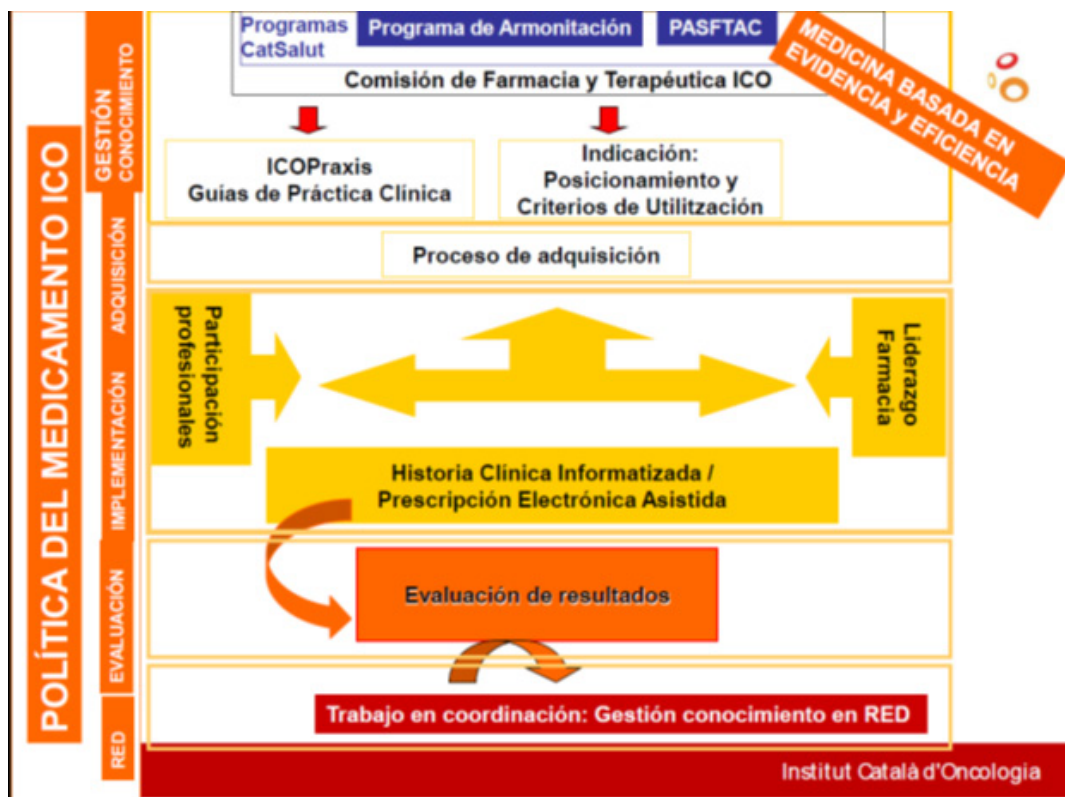 Programas
CatSalut
Programa de Armonitación
PASFTAC
Comisión de Farmacia y Terapéutica ICO
MEDICINA BASADA EN
EVIDENCIA y EFICIENCIA
POLÍTICA DEL MEDICAMENTO ICO
GESTIÓN
CONOCIMIENTO
ICOPraxis
Guias de Práctica Clínica
Indicación:
Posicionamiento y
Criterios de Utilitzación
ADQUISICIÓN
Proceso de adquisición
IMPLEMENTACIÓN
Participación
profesionales
Liderazgo
Farmacia
Historia Clínica Informatizada /
Prescripción Electrónica Asistida
EVALUACIÓN
Evaluación de resultados
RED
Trabajo en coordinación: Gestión conocimiento en RED
Institut Català d'Oncologia